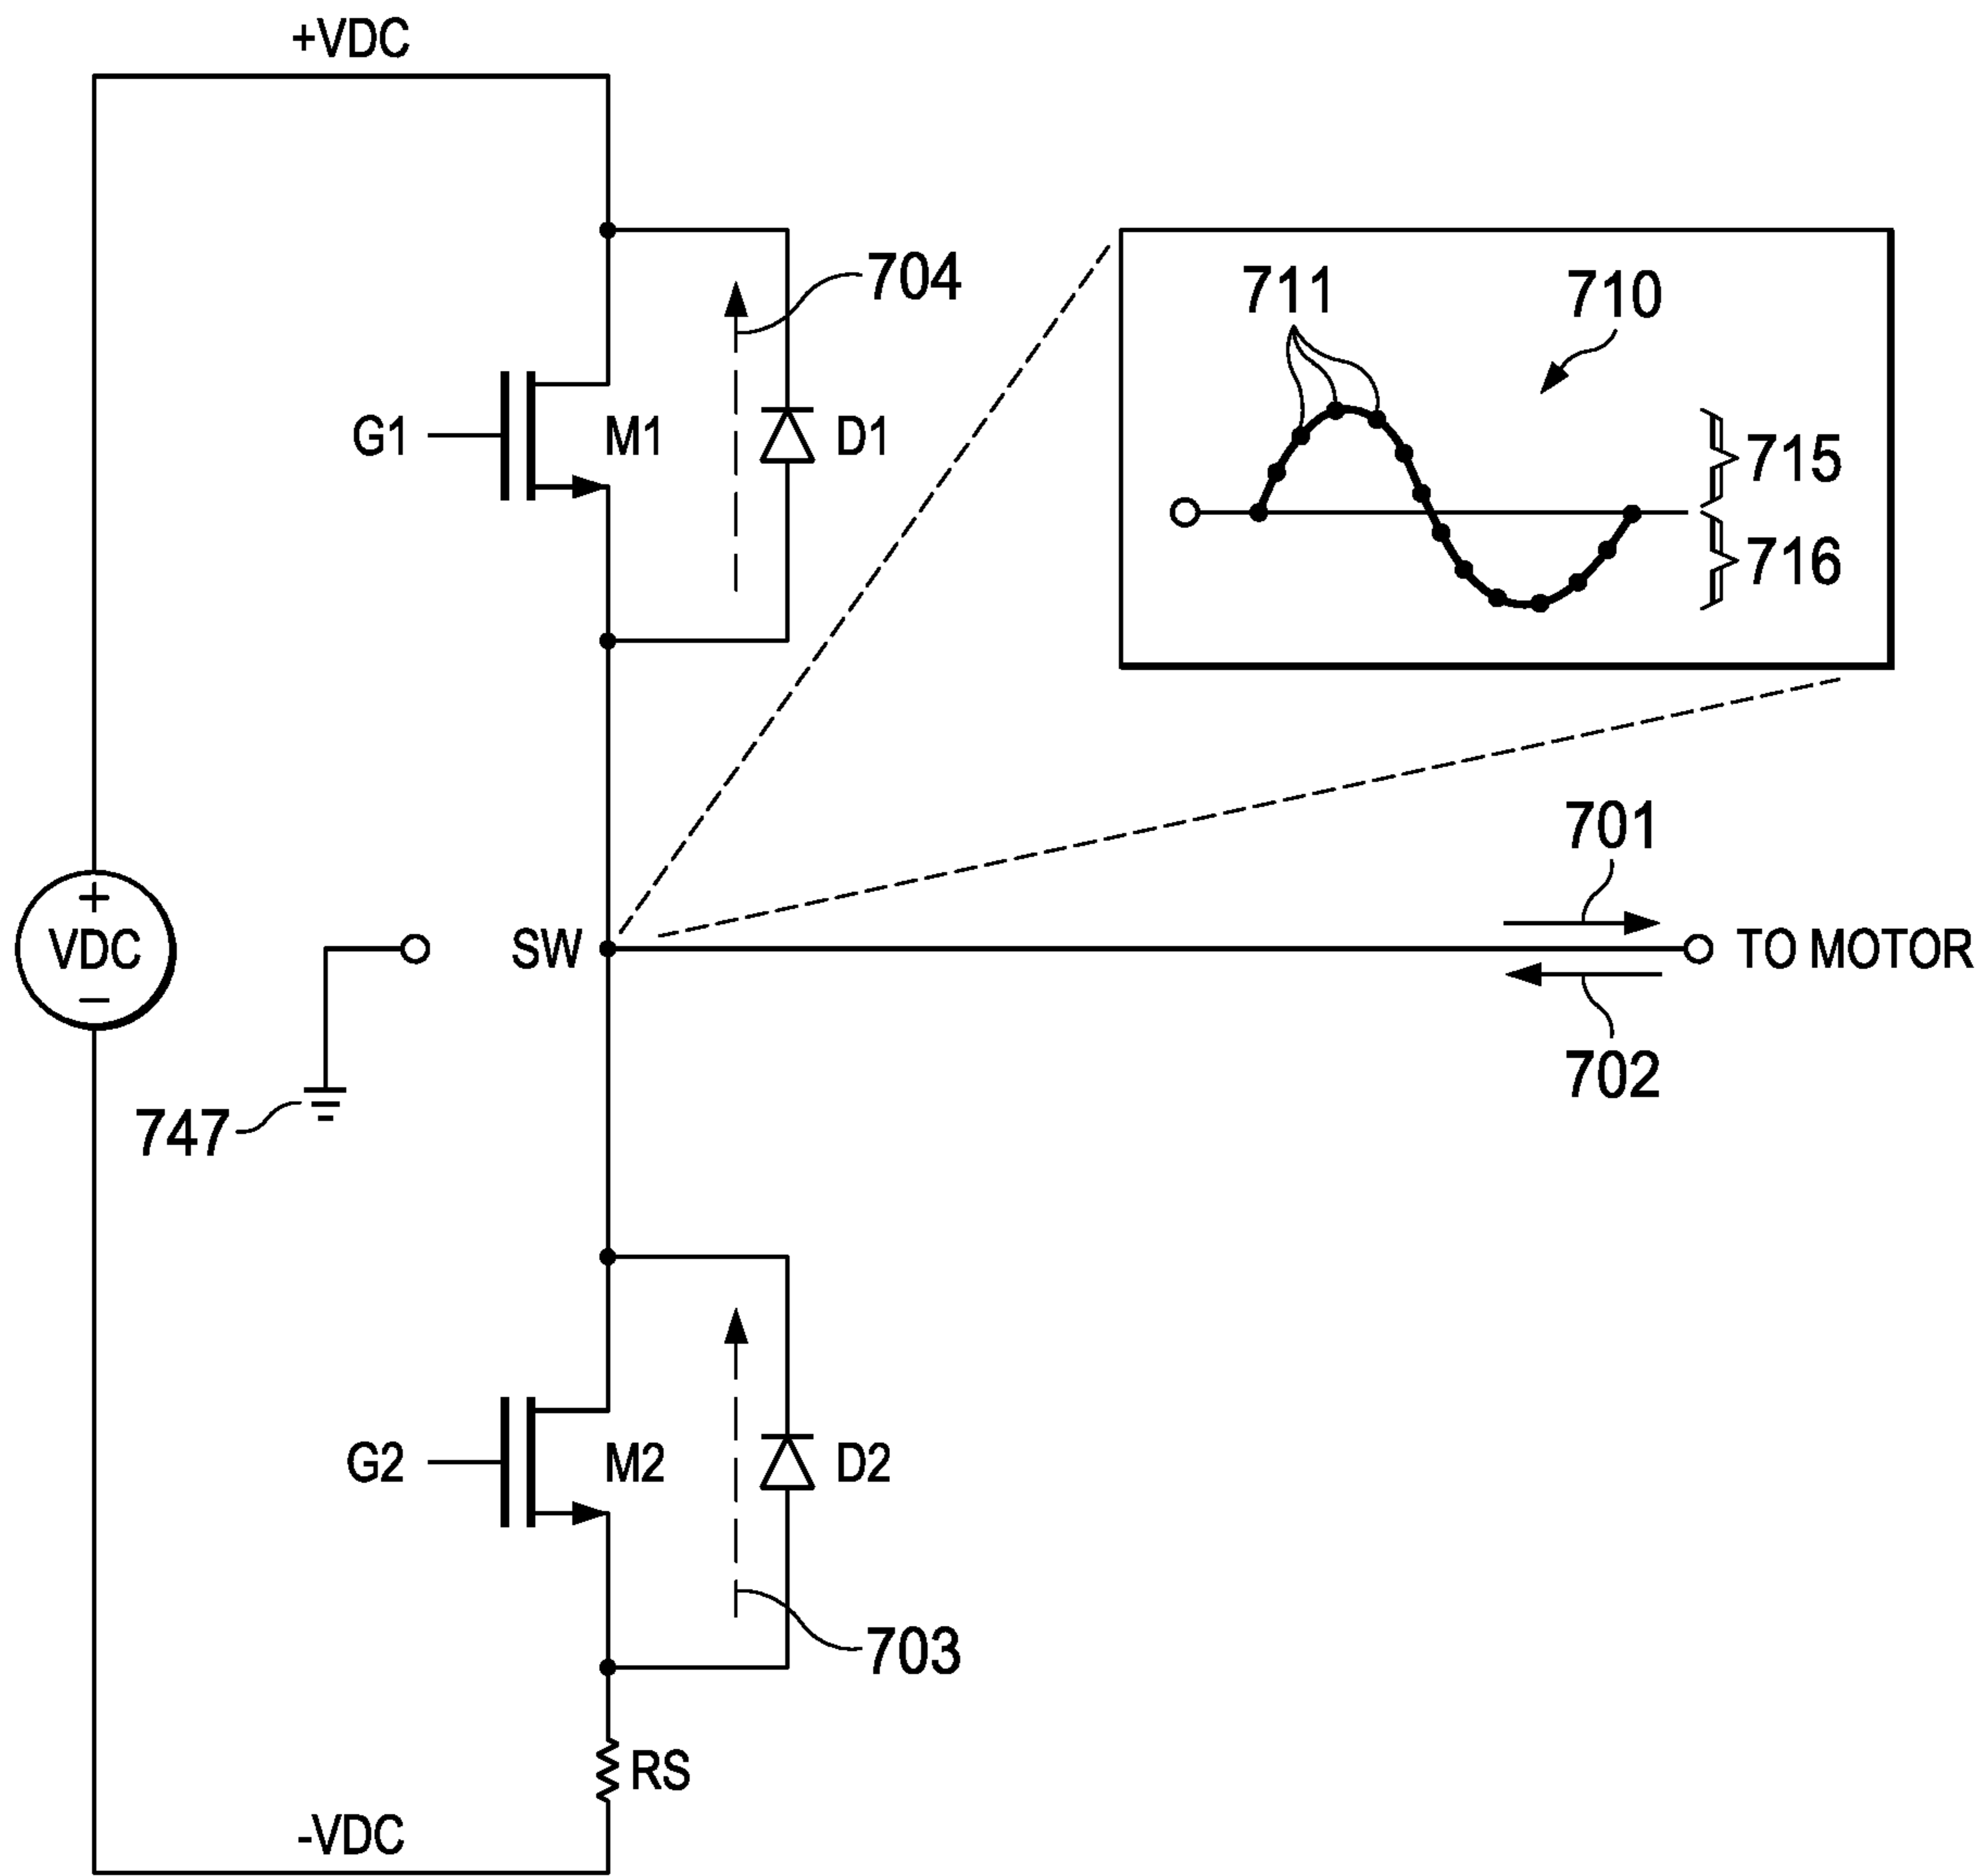 +VDC
704
711
710
G1
M1
D1
715
716
701
+
VDC
−
SW
TO MOTOR
702
747
G2
M2
D2
703
RS
-VDC